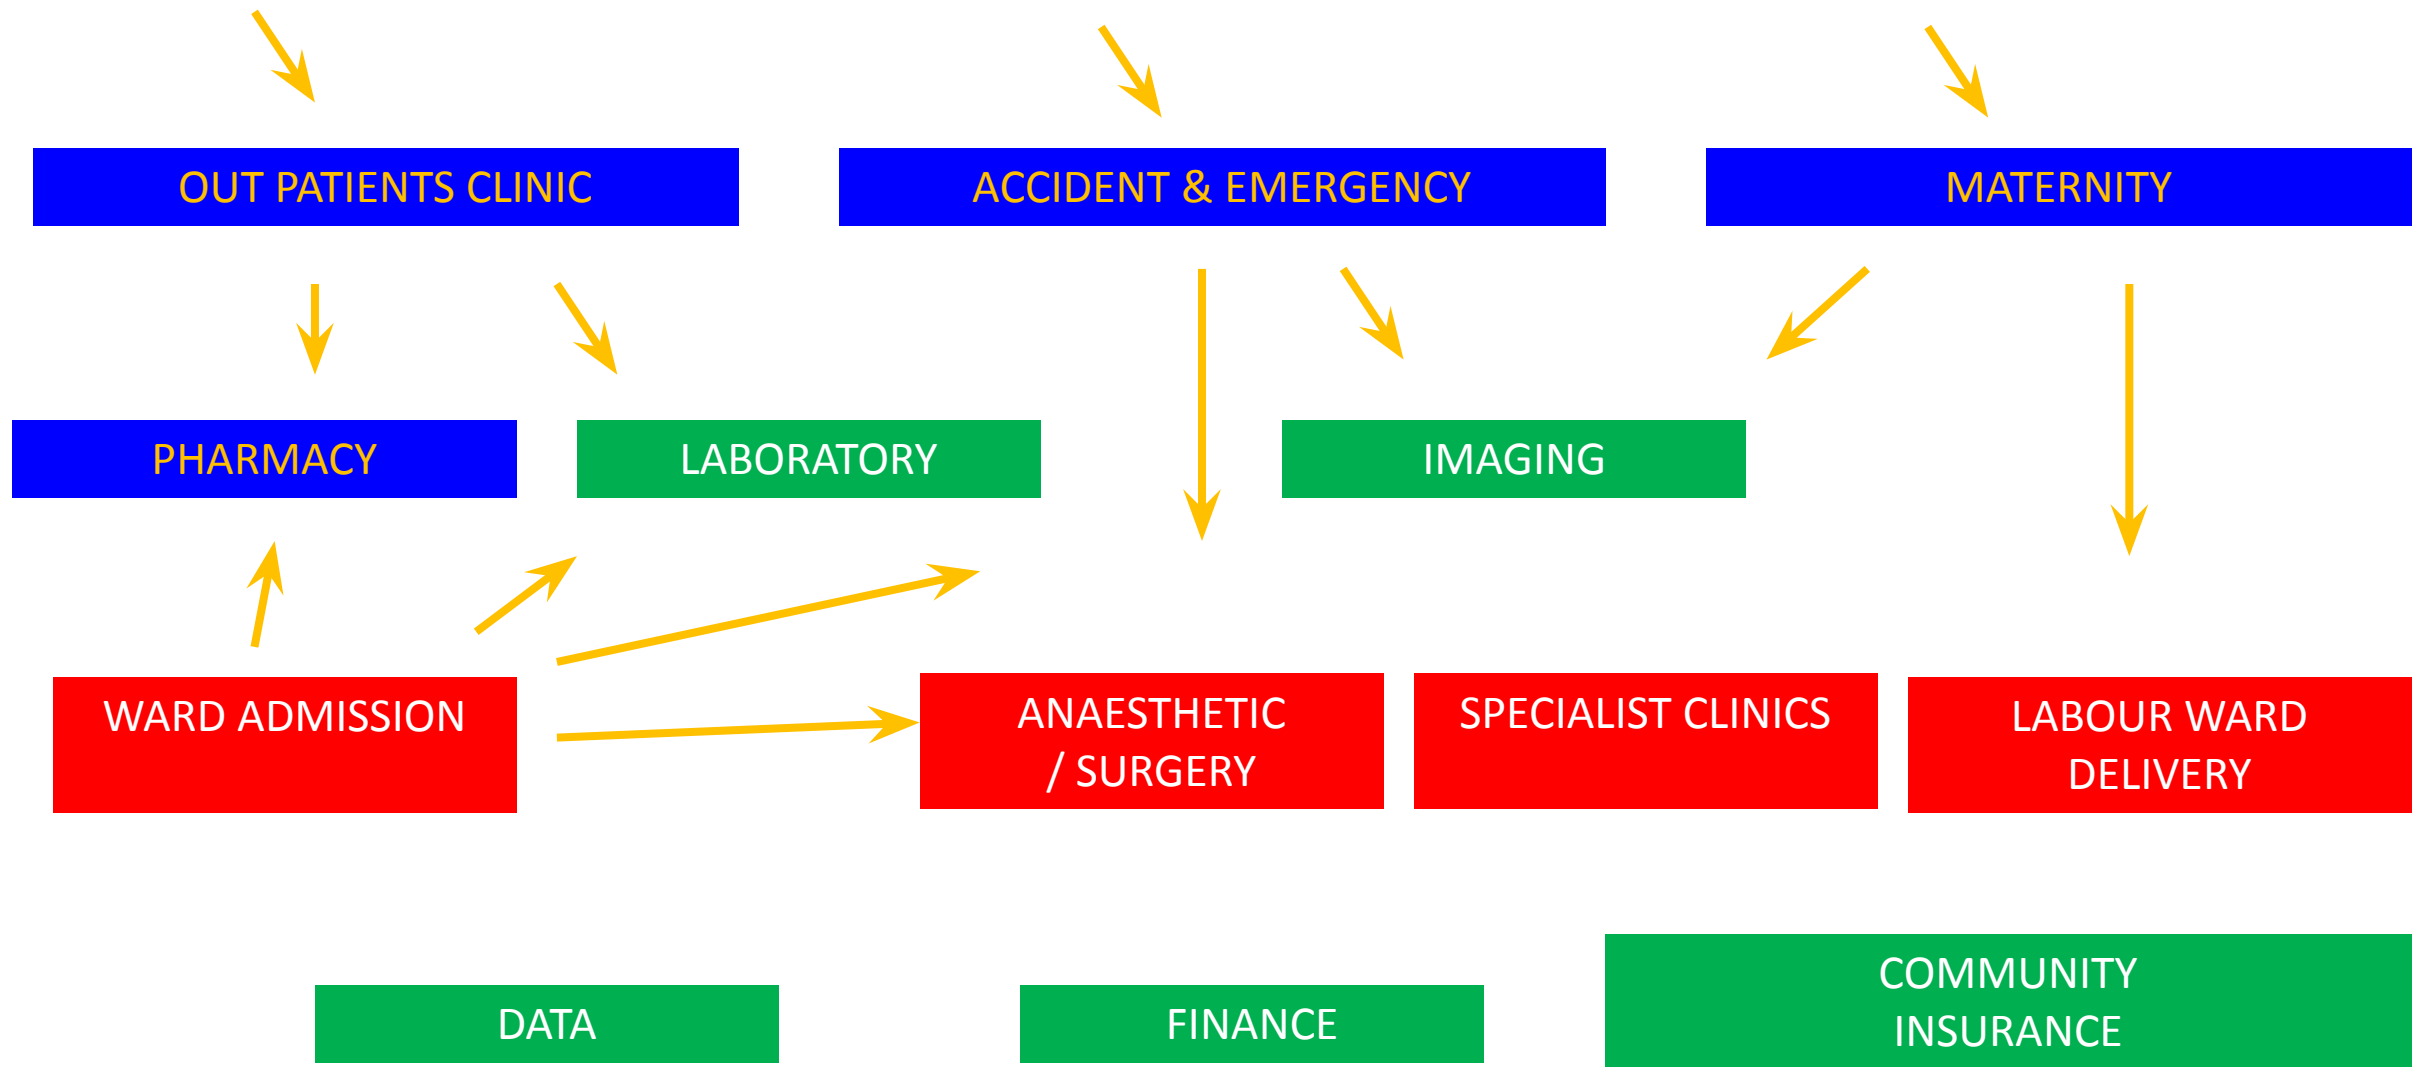 OUT PATIENTS CLINIC
ACCIDENT & EMERGENCY
MATERNITY
PHARMACY
LABORATORY
IMAGING
WARD ADMISSION
ANAESTHETIC
/ SURGERY
SPECIALIST CLINICS
LABOUR WARD
DELIVERY
DATA
FINANCE
COMMUNITY
INSURANCE